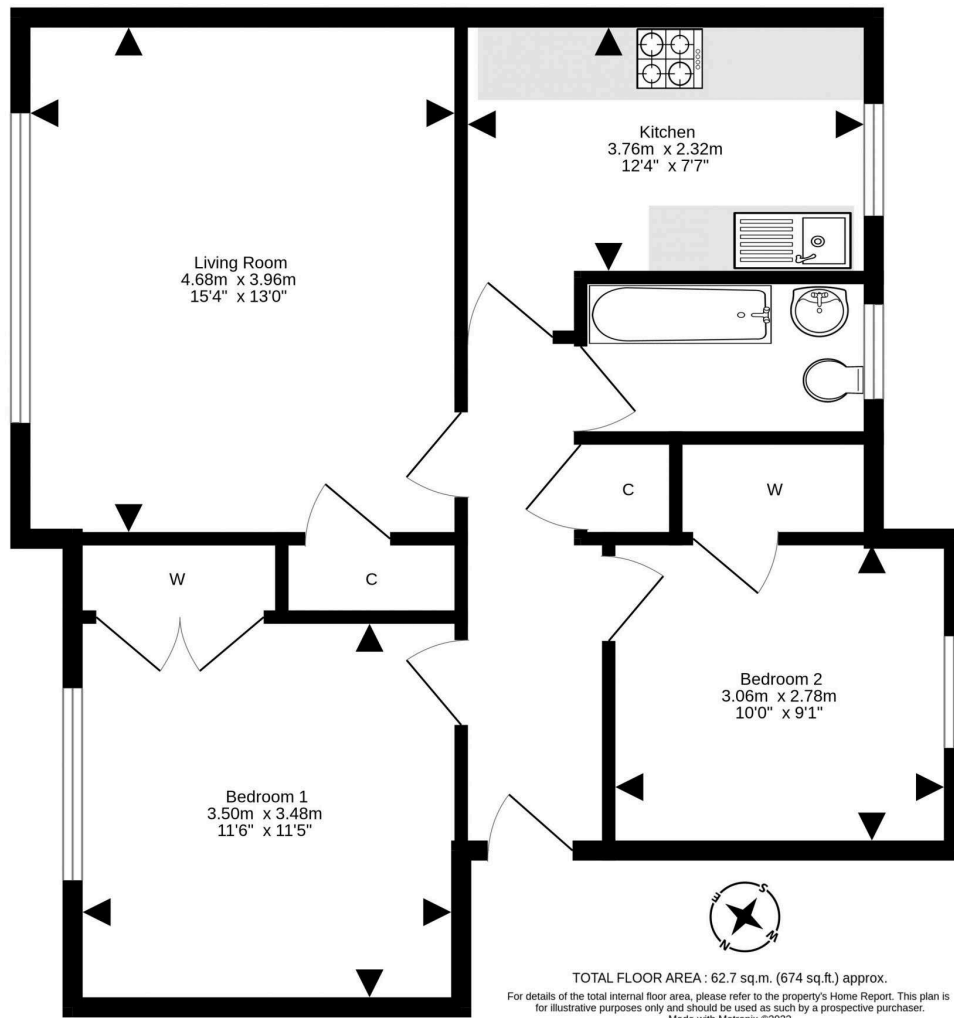 Kitchen
3.76m x 2.32m
12'4" x 7'7"
Living Room
4.68m x 3.96m
15'4" x 13'0"
C
W
W
C
Bedroom 2
3.06m x 2.78m
10'0" x 9'1"
Bedroom 1
3.50m x 3.48m
11'6" x 11'5"
S
E
W
N
TOTAL FLOOR AREA : 62.7 sq.m. (674 sq.ft.) approx.
For details of the total internal floor area, please refer to the property's Home Report. This plan is
for illustrative purposes only and should be used as such by a prospective purchaser.
Made with Metropix ©2022